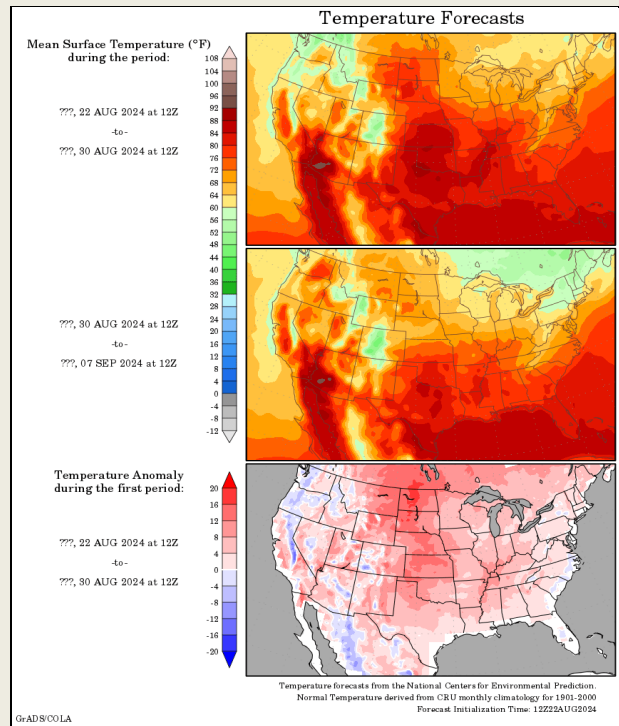 Temperature Forecasts
Mean Surface Temperature (°F)
during the period:
???, 22 AUG 2024 at 12Z
-to-
???, 30 AUG 2024 at 12Z
108
104
100
96
92
88
84
80
76
72
68
64
60
56
52
48
44
40
36
32
28
24
20
16
12
8
4
0
-4
-8
-12
???, 30 AUG 2024 at 12Z
-to-
???, 07 SEP 2024 at 12Z
Temperature Anomaly
during the first period:
???, 22 AUG 2024 at 12Z
-to-
???, 30 AUG 2024 at 12Z
20
16
12
8
4
0
-4
-8
-12
-16
-20
Temperature forecasts from the National Centers for Environmental Prediction.
Normal Temperature derived from CRU monthly climatology for 1901-2000
Forecast Initialization Time: 12Z22AUG2024
GrADS/COLA